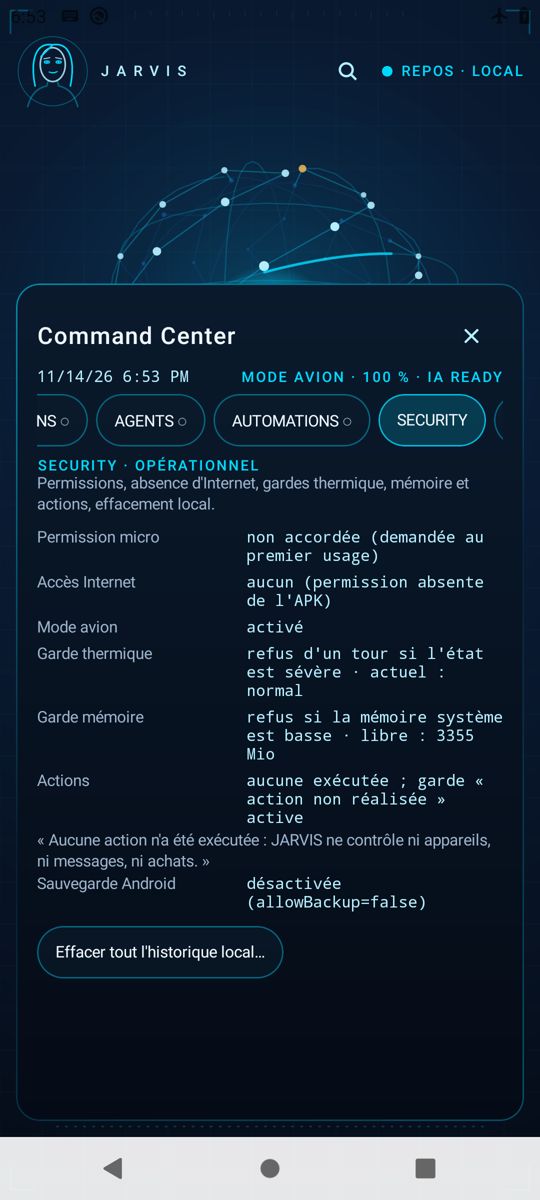 6:53
JARVIS
REPOS · LOCAL
Command Center
11/14/26 6:53 PM
MODE AVION · 100 % · IA READY
NS ○
AGENTS ○
AUTOMATIONS ○
SECURITY
SECURITY · OPÉRATIONNEL
Permissions, absence d'Internet, gardes thermique, mémoire et
actions, effacement local.
Permission micro
non accordée (demandée au
premier usage)
Accès Internet
aucun (permission absente
de l'APK)
Mode avion
activé
Garde thermique
refus d'un tour si l'état
est sévère · actuel :
normal
Garde mémoire
refus si la mémoire système
est basse · libre : 3355
Mio
Actions
aucune exécutée ; garde «
action non réalisée »
active
« Aucune action n'a été exécutée : JARVIS ne contrôle ni appareils,
ni messages, ni achats. »
Sauvegarde Android
désactivée
(allowBackup=false)
Effacer tout l'historique local…